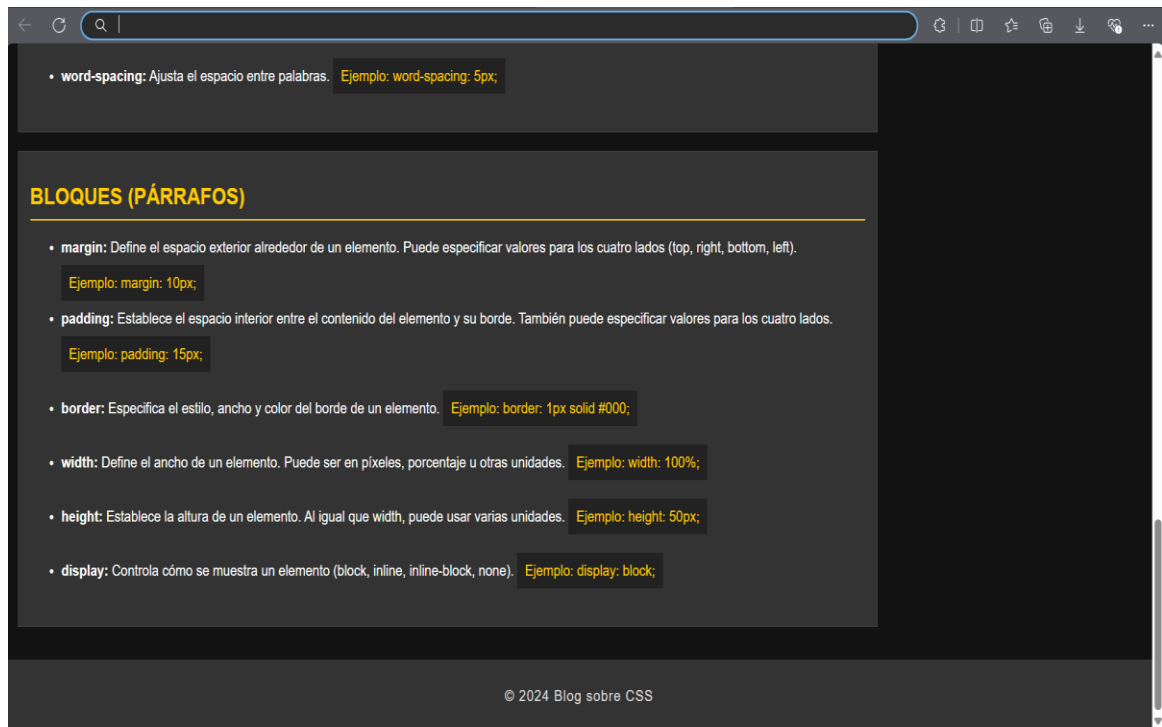 • word-spacing: Ajusta el espacio entre palabras. Ejemplo: word-spacing: 5px;
BLOQUES (PÁRRAFOS)
• margin: Define el espacio exterior alrededor de un elemento. Puede especificar valores para los cuatro lados (top, right, bottom, left).
Ejemplo: margin: 10px;
• padding: Establece el espacio interior entre el contenido del elemento y su borde. También puede especificar valores para los cuatro lados.
Ejemplo: padding: 15px;
• border: Especifica el estilo, ancho y color del borde de un elemento. Ejemplo: border: 1px solid #000;
• width: Define el ancho de un elemento. Puede ser en píxeles, porcentaje u otras unidades. Ejemplo: width: 100%;
• height: Establece la altura de un elemento. Al igual que width, puede usar varias unidades. Ejemplo: height: 50px;
• display: Controla cómo se muestra un elemento (block, inline, inline-block, none). Ejemplo: display: block;
© 2024 Blog sobre CSS